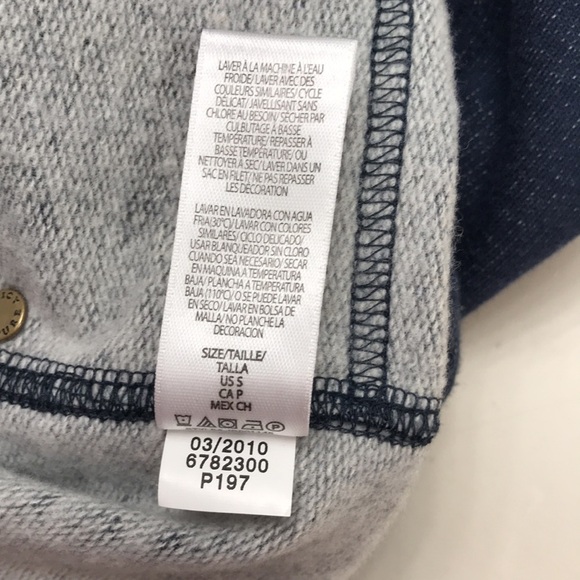 LAVER À LA MACHINE À L'EAU
FROIDE/ LAVER AVEC DES
COULEURS SIMILAIRES/ CYCLE
DÉLICAT/ JAVELLISANT SANS
CHLORE AU BESOIN/ SÉCHER PAR
CULBUTAGE À BASSE
TEMPÉRATURE/ REPASSER À
BASSE TEMPÉRATURE/ OU
NETTOYER À SEC/ LAVER DANS UN
SAC EN FILET/ NE PAS REPASSER
LES DÉCORATION
LAVAR EN LAVADORA CON AGUA
FRIA(30°C)/ LAVAR CON COLORES
SIMILARES/ CICLO DELICADO/
USAR BLANQUEADOR SIN CLORO
CUANDO SEA NECESARIO/ SECAR
EN MAQUINA A TEMPERATURA
BAJA/ PLANCHA A TEMPERATURA
BAJA (110°C)/ O SE PUEDE LAVAR
EN SECO/ LAVAR EN BOLSA DE
MALLA/ NO PLANCHE LA
DECORACION
SIZE/TAILLE/
TALLA
US S
CA P
MEX CH
03/2010
6782300
P197